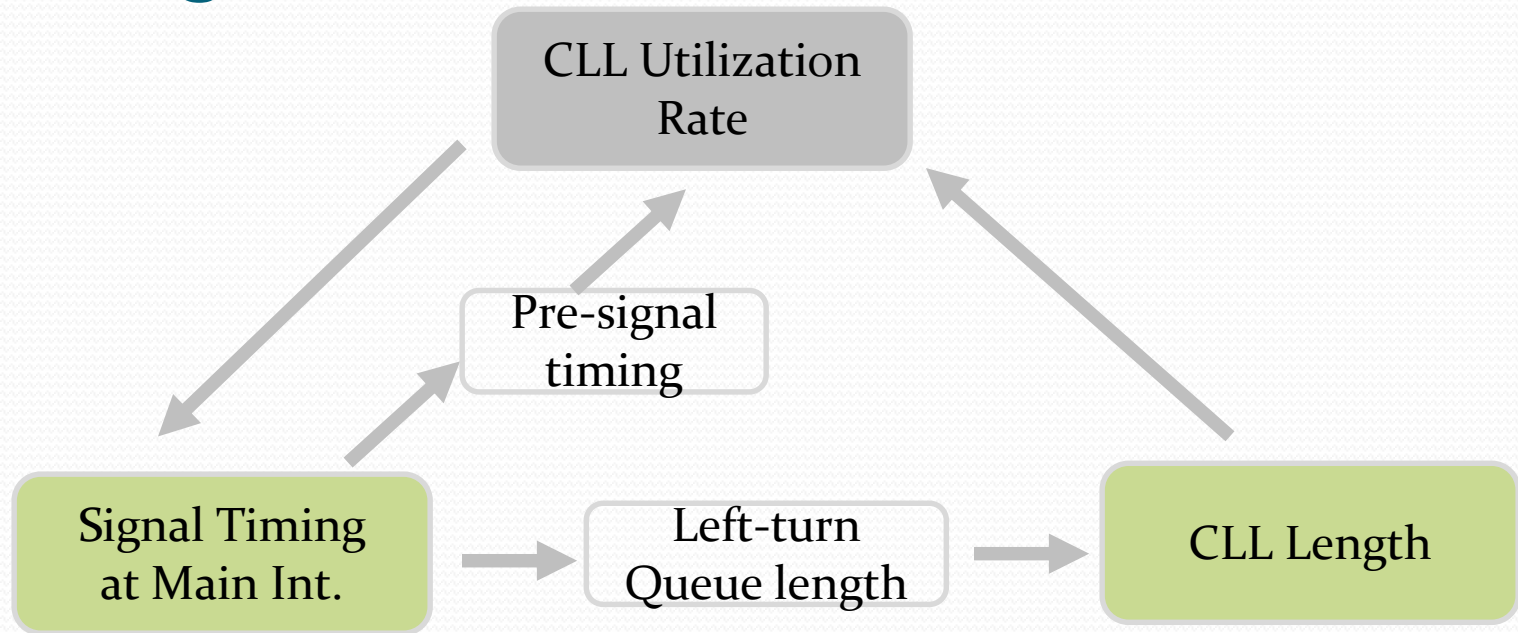 CLL Utilization
Rate
Pre-signal
timing
Signal Timing
at Main Int.
Left-turn
Queue length
CLL Length